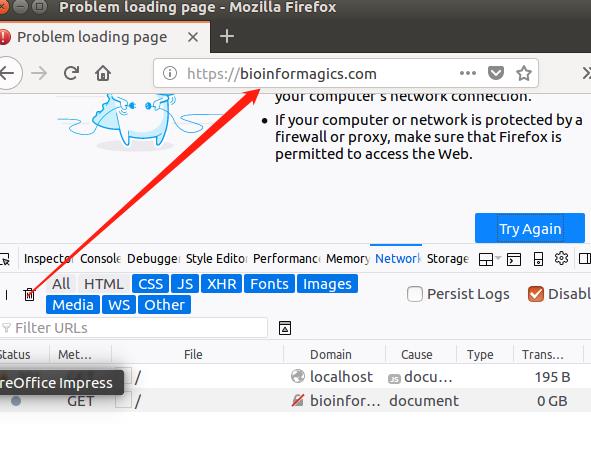 Problem loading page - Mozilla Firefox
Problem loading page
https://bioinformagics.com
your computer's network connection.
If your computer or network is protected by a
firewall or proxy, make sure that Firefox is
permitted to access the Web.
Try Again
Inspector Console Debugger Style Editor Performance Memory Network Storage
All HTML CSS JS XHR Fonts Images
Media WS Other
Persist Logs Disabl
Filter URLs
Status Met... File Domain Cause Type Trans...
/ localhost JS docu... 195 B
reOffice Impress
GET / bioinfor... document 0 GB